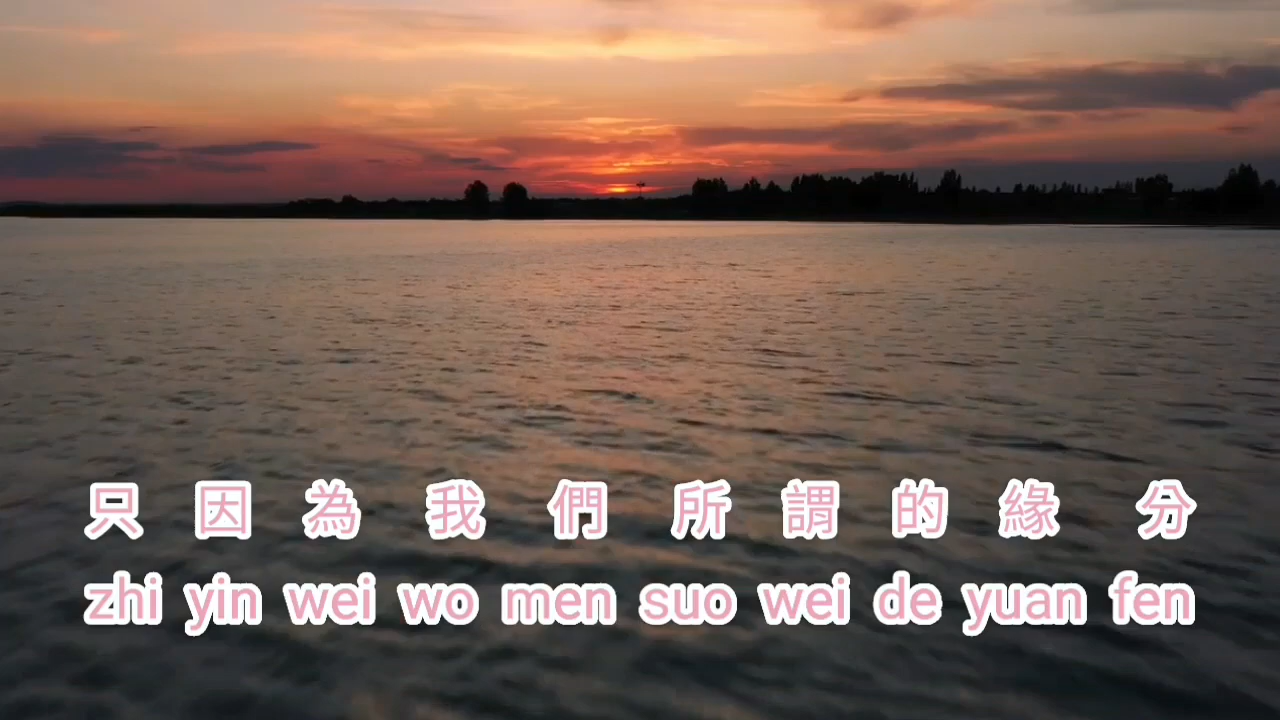 只 因 為 我 們 所 謂 的 緣 分
zhi yin wei wo men suo wei de yuan fen